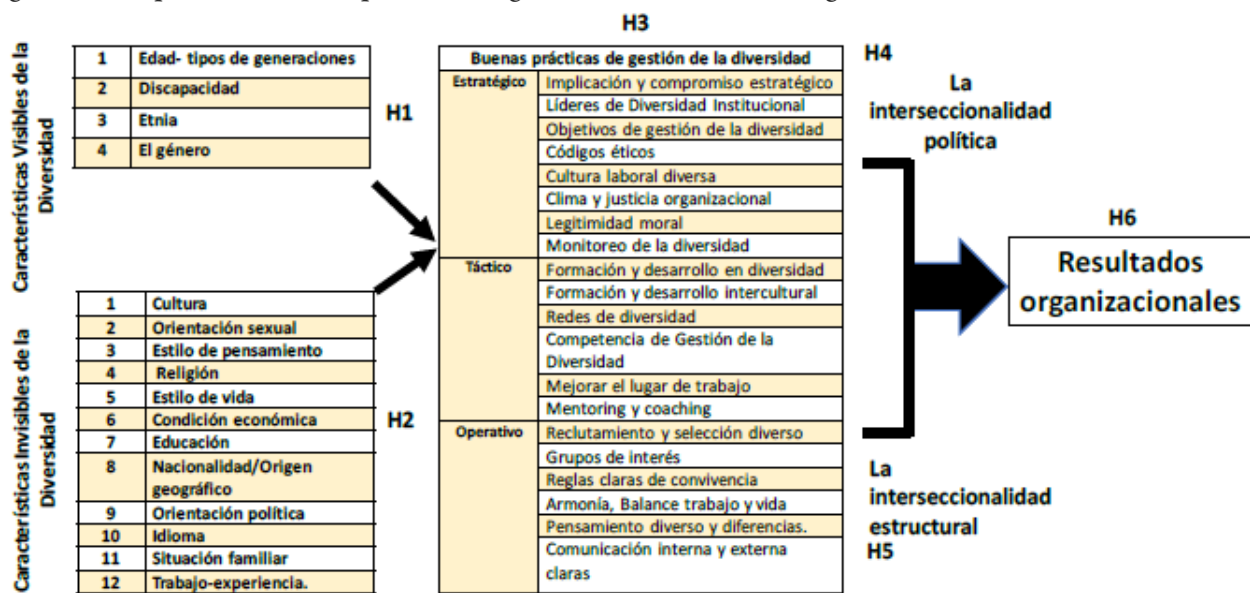 H3
Características Visibles de la
Diversidad
1 Edad- tipos de generaciones
2 Discapacidad
3 Etnia
4 El género
H1
Características Invisibles de la
Diversidad
1 Cultura
2 Orientación sexual
3 Estilo de pensamiento
4 Religión
5 Estilo de vida
6 Condición económica
7 Educación
8 Nacionalidad/Origen
geográfico
9 Orientación política
10 Idioma
11 Situación familiar
12 Trabajo-experiencia.
H2
Buenas prácticas de gestión de la diversidad
Estratégico Implicación y compromiso estratégico
Líderes de Diversidad Institucional
Objetivos de gestión de la diversidad
Códigos éticos
Cultura laboral diversa
Clima y justicia organizacional
Legitimidad moral
Monitoreo de la diversidad
Táctico Formación y desarrollo en diversidad
Formación y desarrollo intercultural
Redes de diversidad
Competencia de Gestión de la
Diversidad
Mejorar el lugar de trabajo
Mentoring y coaching
Operativo Reclutamiento y selección diverso
Grupos de interés
Reglas claras de convivencia
Armonía, Balance trabajo y vida
Pensamiento diverso y diferencias.
Comunicación interna y externa
claras
H4
La
interseccionalidad
política
La
interseccionalidad
estructural
H5
H6
Resultados
organizacionales